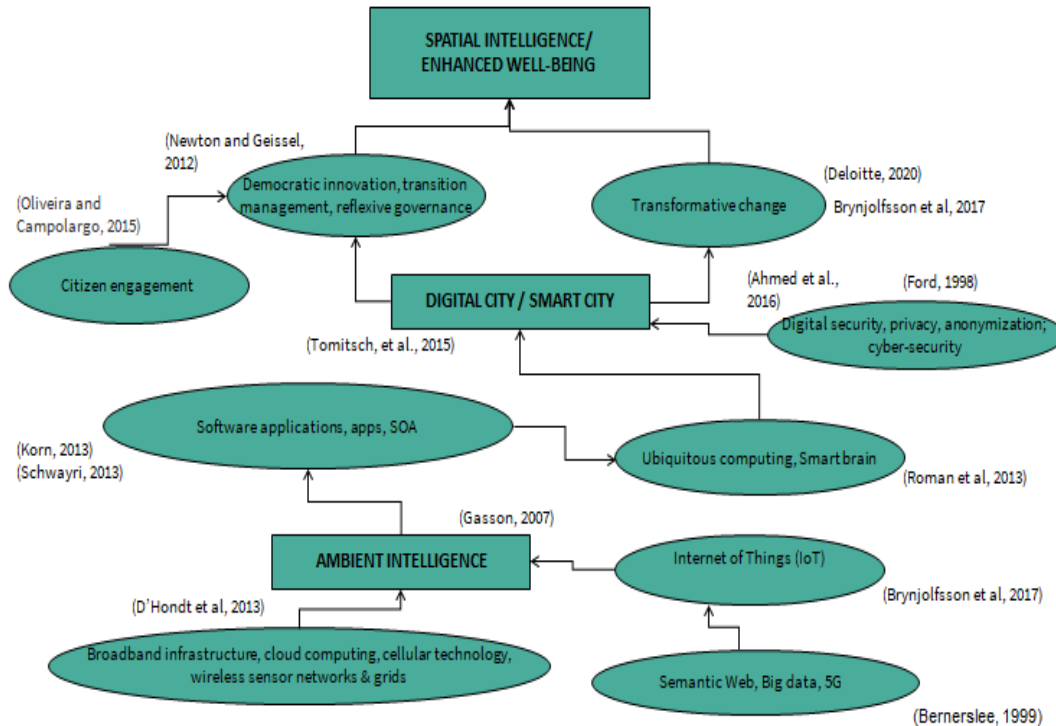 SPATIAL INTELLIGENCE/
ENHANCED WELL-BEING
(Newton and Geissel,
2012)
Democratic innovation, transition
management, reflexive governance
(Deloitte, 2020)
Brynjolfsson et al, 2017
Transformative change
(Oliveira and
Campolargo, 2015)
Citizen engagement
DIGITAL CITY / SMART CITY
(Tomitsch, et al., 2015)
(Ahmed et al.,
2016)
(Ford, 1998)
Digital security, privacy, anonymization;
cyber-security
Software applications, apps, SOA
(Korn, 2013)
(Schwayri, 2013)
Ubiquitous computing, Smart brain
(Roman et al, 2013)
(Gasson, 2007)
AMBIENT INTELLIGENCE
Internet of Things (IoT)
(Brynjolfsson et al, 2017)
(D'Hondt et al, 2013)
Broadband infrastructure, cloud computing, cellular technology,
wireless sensor networks & grids
Semantic Web, Big data, 5G
(Bernerslee, 1999)